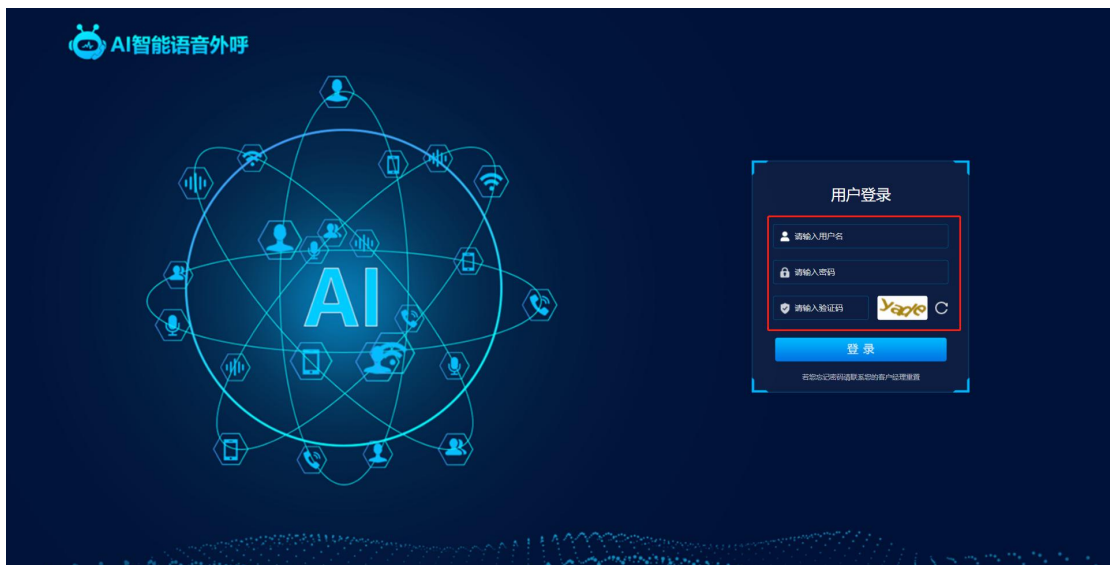 AI智能语音外呼
AI
用户登录
请输入用户名
请输入密码
请输入验证码
登 录
若您忘记密码请联系您的客户经理重置